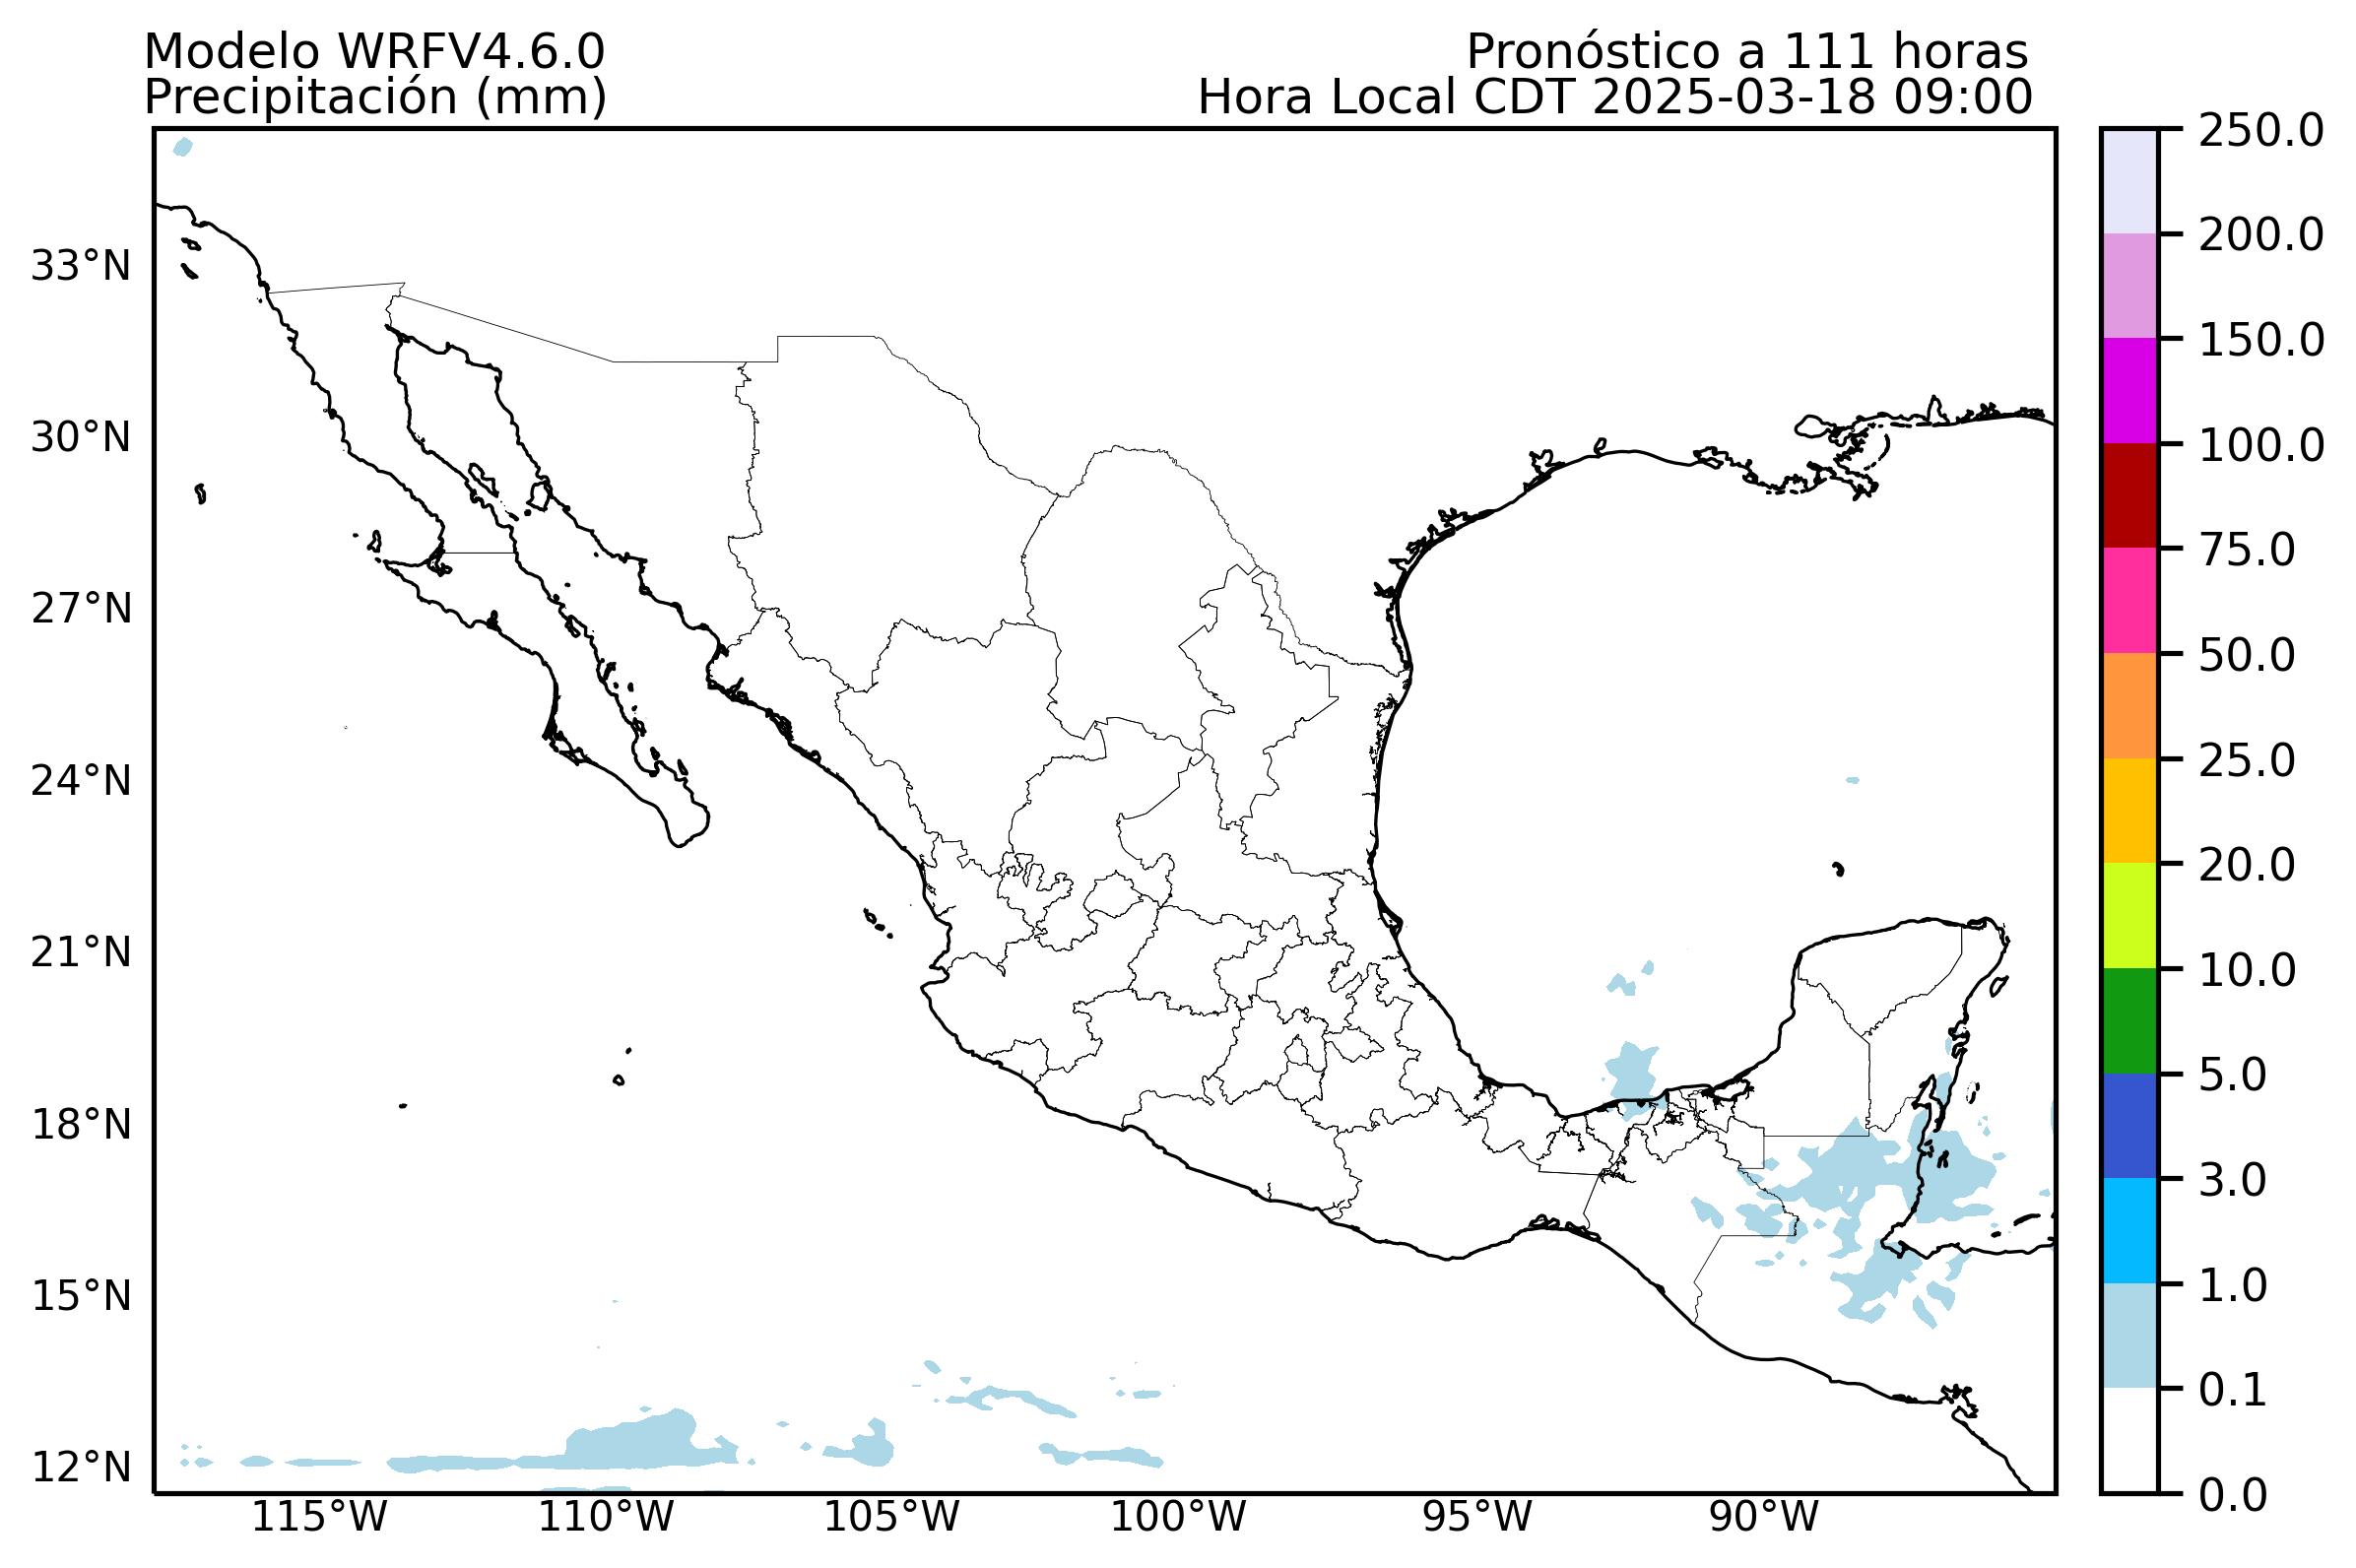 Modelo WRFV4.6.0
Pronóstico a 111 horas
Precipitación (mm)
Hora Local CDT 2025-03-18 09:00
33°N
30°N
27°N
24°N
21°N
18°N
15°N
12°N
115°W
110°W
105°W
100°W
95°W
90°W
250.0
200.0
150.0
100.0
75.0
50.0
25.0
20.0
10.0
5.0
3.0
1.0
0.1
0.0